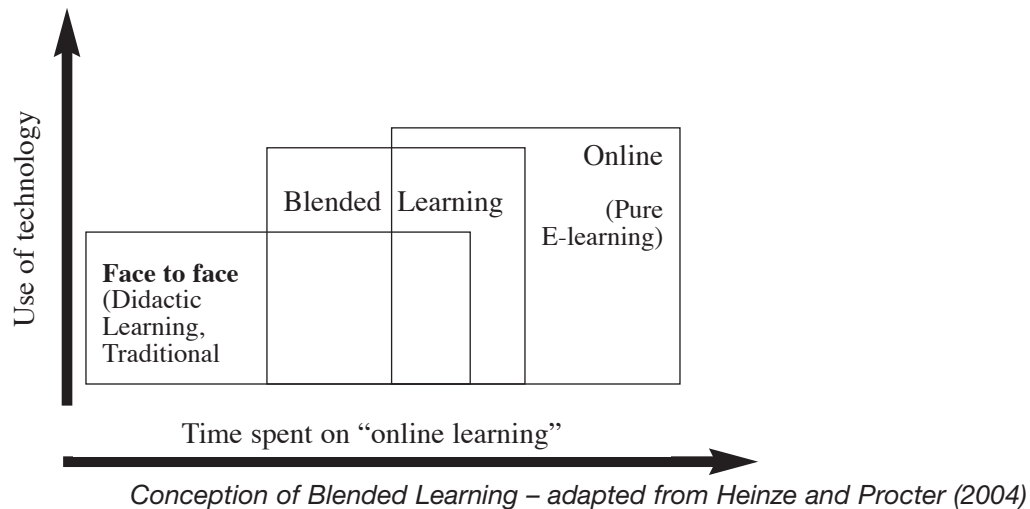 Use of technology
Online
Blended Learning
(Pure
E-learning)
Face to face
(Didactic
Learning,
Traditional
Time spent on “online learning”
Conception of Blended Learning – adapted from Heinze and Procter (2004)